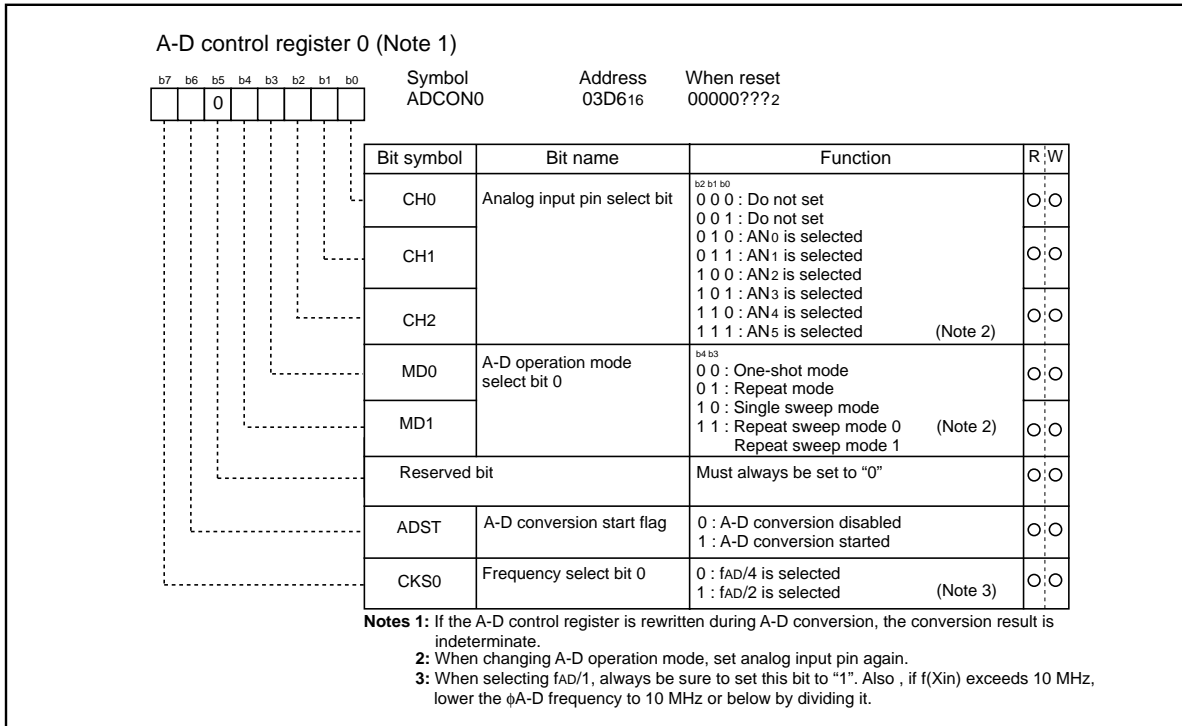 A-D control register 0 (Note 1)
b7 b6 b5 b4 b3 b2 b1 b0
Symbol Address When reset
ADCON0 03D616 00000???2
0
Bit symbol Bit name Function R W
CH0 Analog input pin select bit
b2 b1 b0
0 0 0 : Do not set
0 0 1 : Do not set
0 1 0 : AN0 is selected
0 1 1 : AN1 is selected
1 0 0 : AN2 is selected
1 0 1 : AN3 is selected
1 1 0 : AN4 is selected
1 1 1 : AN5 is selected (Note 2)
CH1
CH2
MD0 A-D operation mode
select bit 0
b4 b3
0 0 : One-shot mode
0 1 : Repeat mode
1 0 : Single sweep mode
1 1 : Repeat sweep mode 0 (Note 2)
Repeat sweep mode 1
MD1
Reserved bit Must always be set to “0”
ADST A-D conversion start flag 0 : A-D conversion disabled
1 : A-D conversion started
CKS0 Frequency select bit 0 0 : fAD/4 is selected
1 : fAD/2 is selected (Note 3)
Notes 1: If the A-D control register is rewritten during A-D conversion, the conversion result is
indeterminate.
2: When changing A-D operation mode, set analog input pin again.
3: When selecting fAD/1, always be sure to set this bit to “1”. Also , if f(Xin) exceeds 10 MHz,
lower the ϕA-D frequency to 10 MHz or below by dividing it.